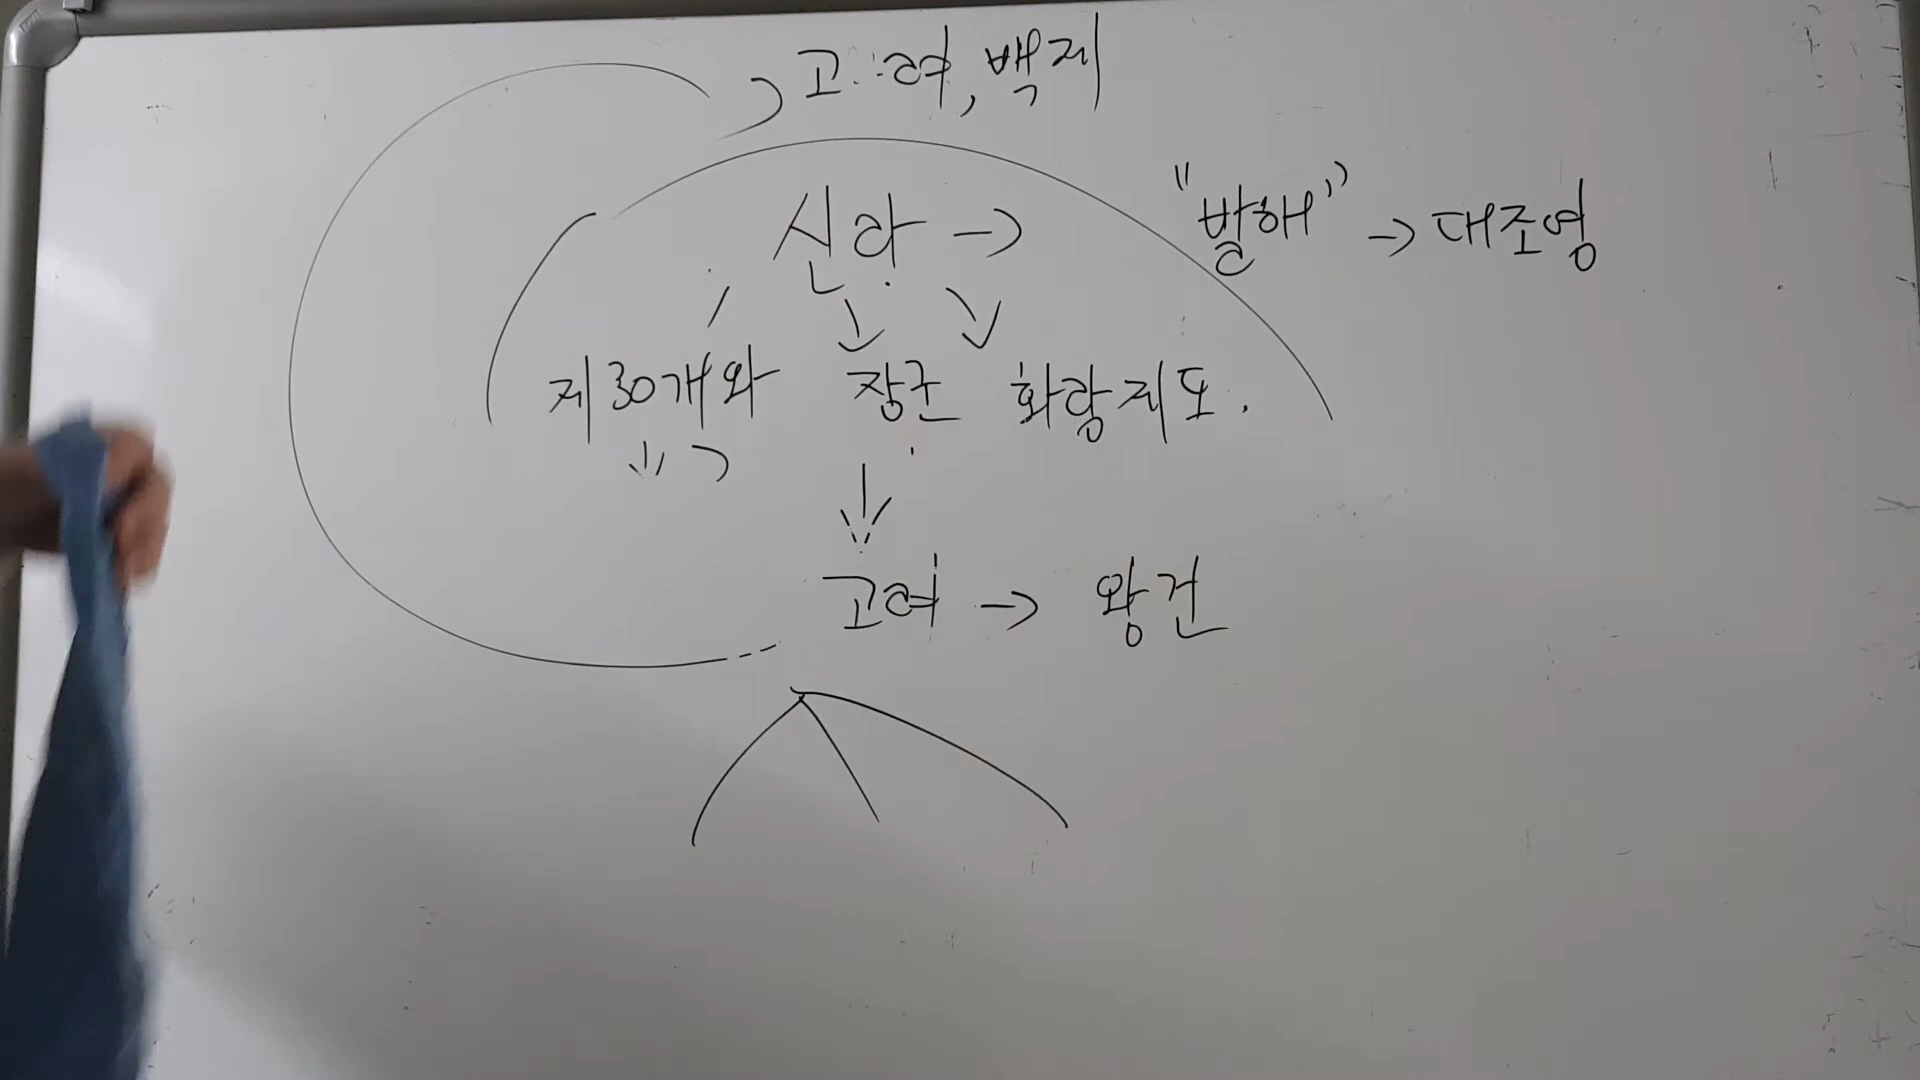 고려, 백제
신라 → "발해" → 대조영
제30개와 장군 화랑제도.
고려 → 왕건